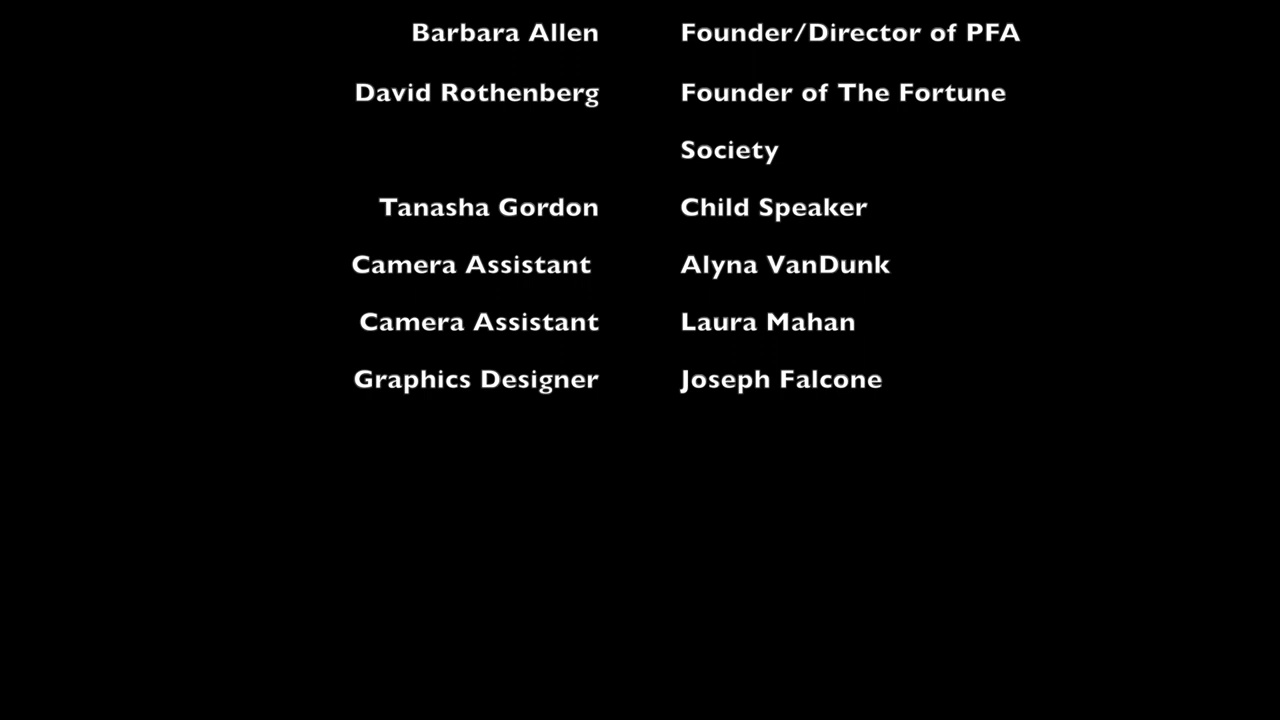 Barbara Allen Founder/Director of PFA
David Rothenberg Founder of The Fortune
Society
Tanasha Gordon Child Speaker
Camera Assistant Alyna VanDunk
Camera Assistant Laura Mahan
Graphics Designer Joseph Falcone